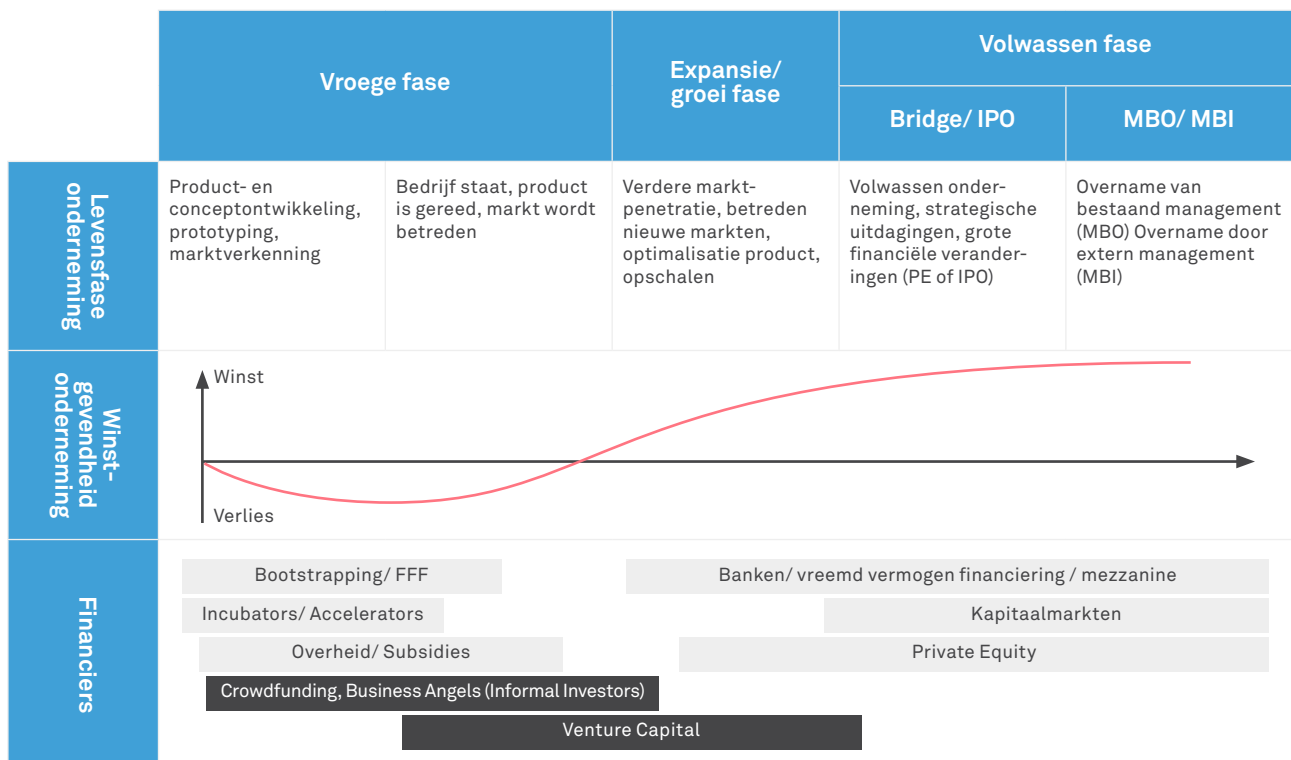 Vroege fase
Expansie/
groei fase
Volwassen fase
Bridge/ IPO
MBO/ MBI
Levensfase
onderneming
Product- en
conceptontwikkeling,
prototyping,
marktverkenning
Bedrijf staat, product
is gereed, markt wordt
betreden
Verdere markt-
penetratie, betreden
nieuwe markten,
optimalisatie product,
opschalen
Volwassen onder-
neming, strategische
uitdagingen, grote
financiële verander-
ingen (PE of IPO)
Overname van
bestaand management
(MBO) Overname door
extern management
(MBI)
Winst-
gevendheid
onderneming
Winst
Verlies
Financiers
Bootstrapping/ FFF
Banken/ vreemd vermogen financiering / mezzanine
Incubators/ Accelerators
Kapitaalmarkten
Overheid/ Subsidies
Private Equity
Crowdfunding, Business Angels (Informal Investors)
Venture Capital